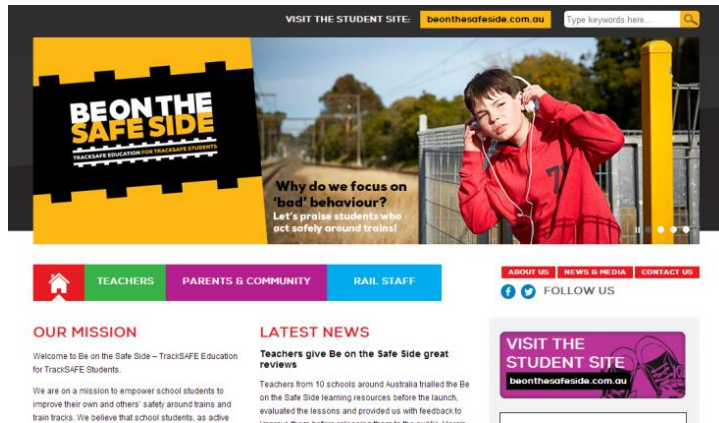 VISIT THE STUDENT SITE:
beonthesafeside.com.au
Type keywords here...
BE ON THE
SAFE SIDE
TRACKSAFE EDUCATION FOR TRACKSAFE STUDENTS
Why do we focus on
'bad' behaviour?
Let's praise students who
act safely around trains!
TEACHERS
PARENTS & COMMUNITY
RAIL STAFF
ABOUT US
NEWS & MEDIA
CONTACT US
FOLLOW US
OUR MISSION
Welcome to Be on the Safe Side – TrackSAFE Education
for TrackSAFE Students.
We are on a mission to empower school students to
improve their own and others' safety around trains and
train tracks. We believe that school students, as active
LATEST NEWS
Teachers give Be on the Safe Side great
reviews
Teachers from 10 schools around Australia trialled the Be
on the Safe Side learning resources before the launch,
evaluated the lessons and provided us with feedback to
VISIT THE
STUDENT SITE
beonthesafeside.com.au